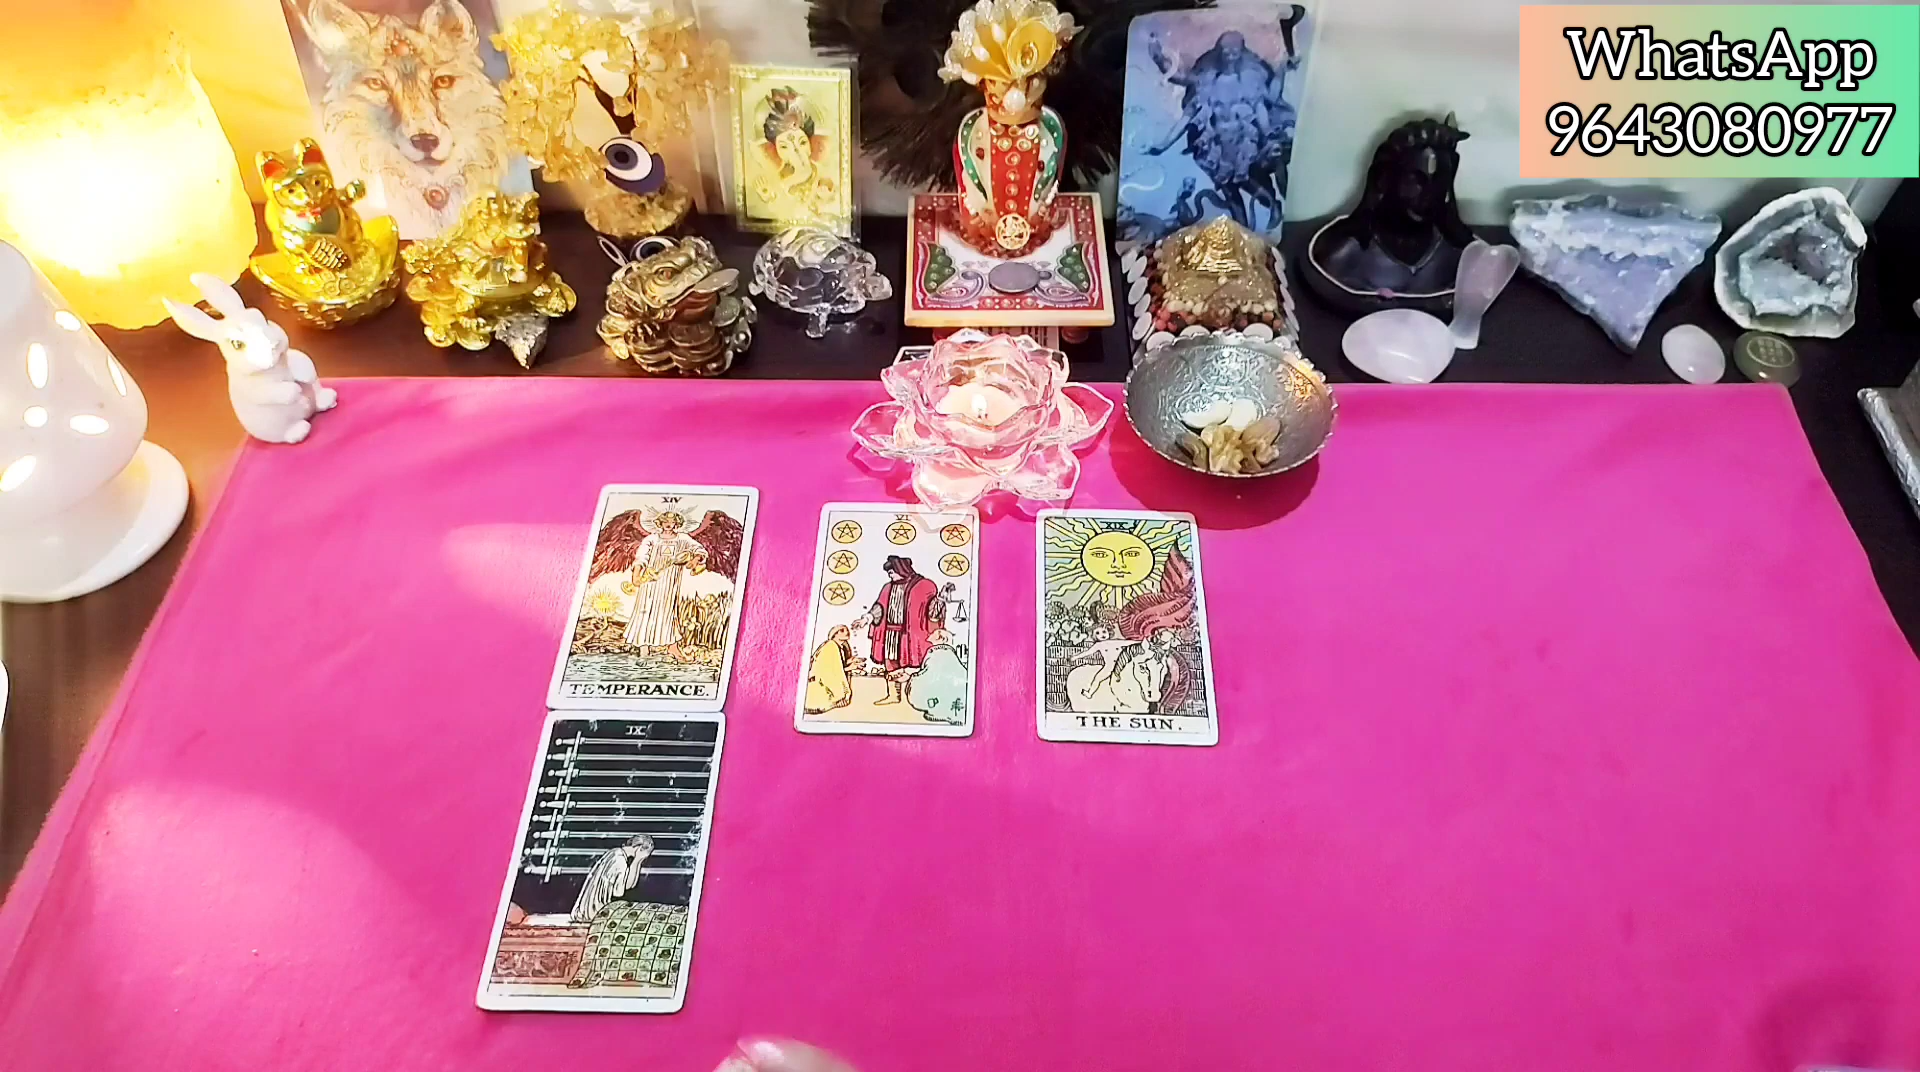 WhatsApp
9643080977
XIV
TEMPERANCE.
VI
XIX
THE SUN.
IX